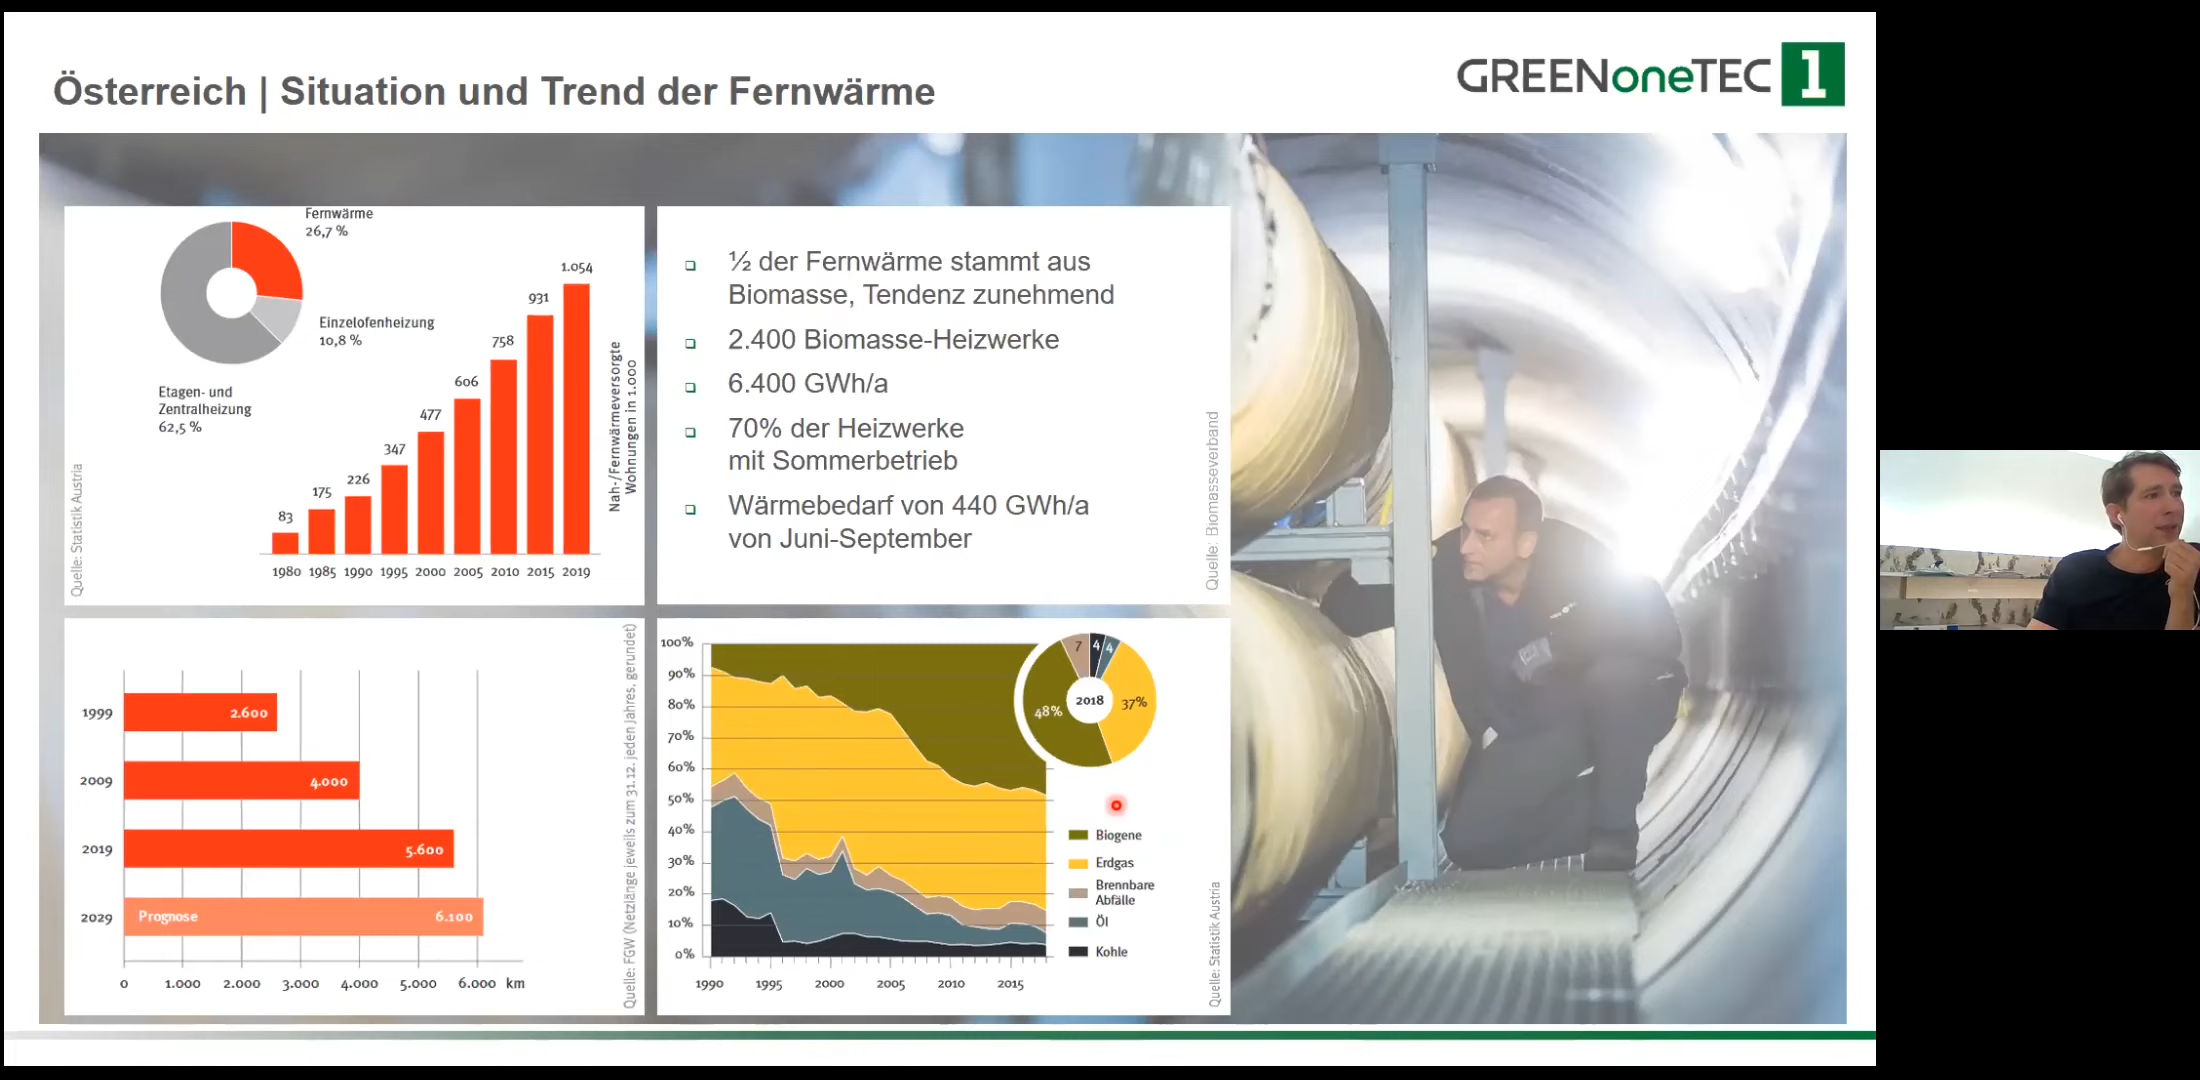 Österreich | Situation und Trend der Fernwärme
GREENoneTEC 1
Fernwärme
26,7 %
Einzelofenheizung
10,8 %
Etagen- und
Zentralheizung
62,5 %
83
175
226
347
477
606
758
931
1.054
1980 1985 1990 1995 2000 2005 2010 2015 2019
Nah-/Fernwärmeversorgte
Wohnungen in 1.000
Quelle: Statistik Austria
½ der Fernwärme stammt aus
Biomasse, Tendenz zunehmend
2.400 Biomasse-Heizwerke
6.400 GWh/a
70% der Heizwerke
mit Sommerbetrieb
Wärmebedarf von 440 GWh/a
von Juni-September
Quelle: Biomasseverband
1999 2.600
2009 4.000
2019 5.600
2029 Prognose 6.100
0 1.000 2.000 3.000 4.000 5.000 6.000 km
Quelle: FGW (Netzlänge jeweils zum 31.12. jeden Jahres, gerundet)
100%
90%
80%
70%
60%
50%
40%
30%
20%
10%
0%
1990 1995 2000 2005 2010 2015
7 4 4
48% 2018 37%
Biogene
Erdgas
Brennbare
Abfälle
Öl
Kohle
Quelle: Statistik Austria